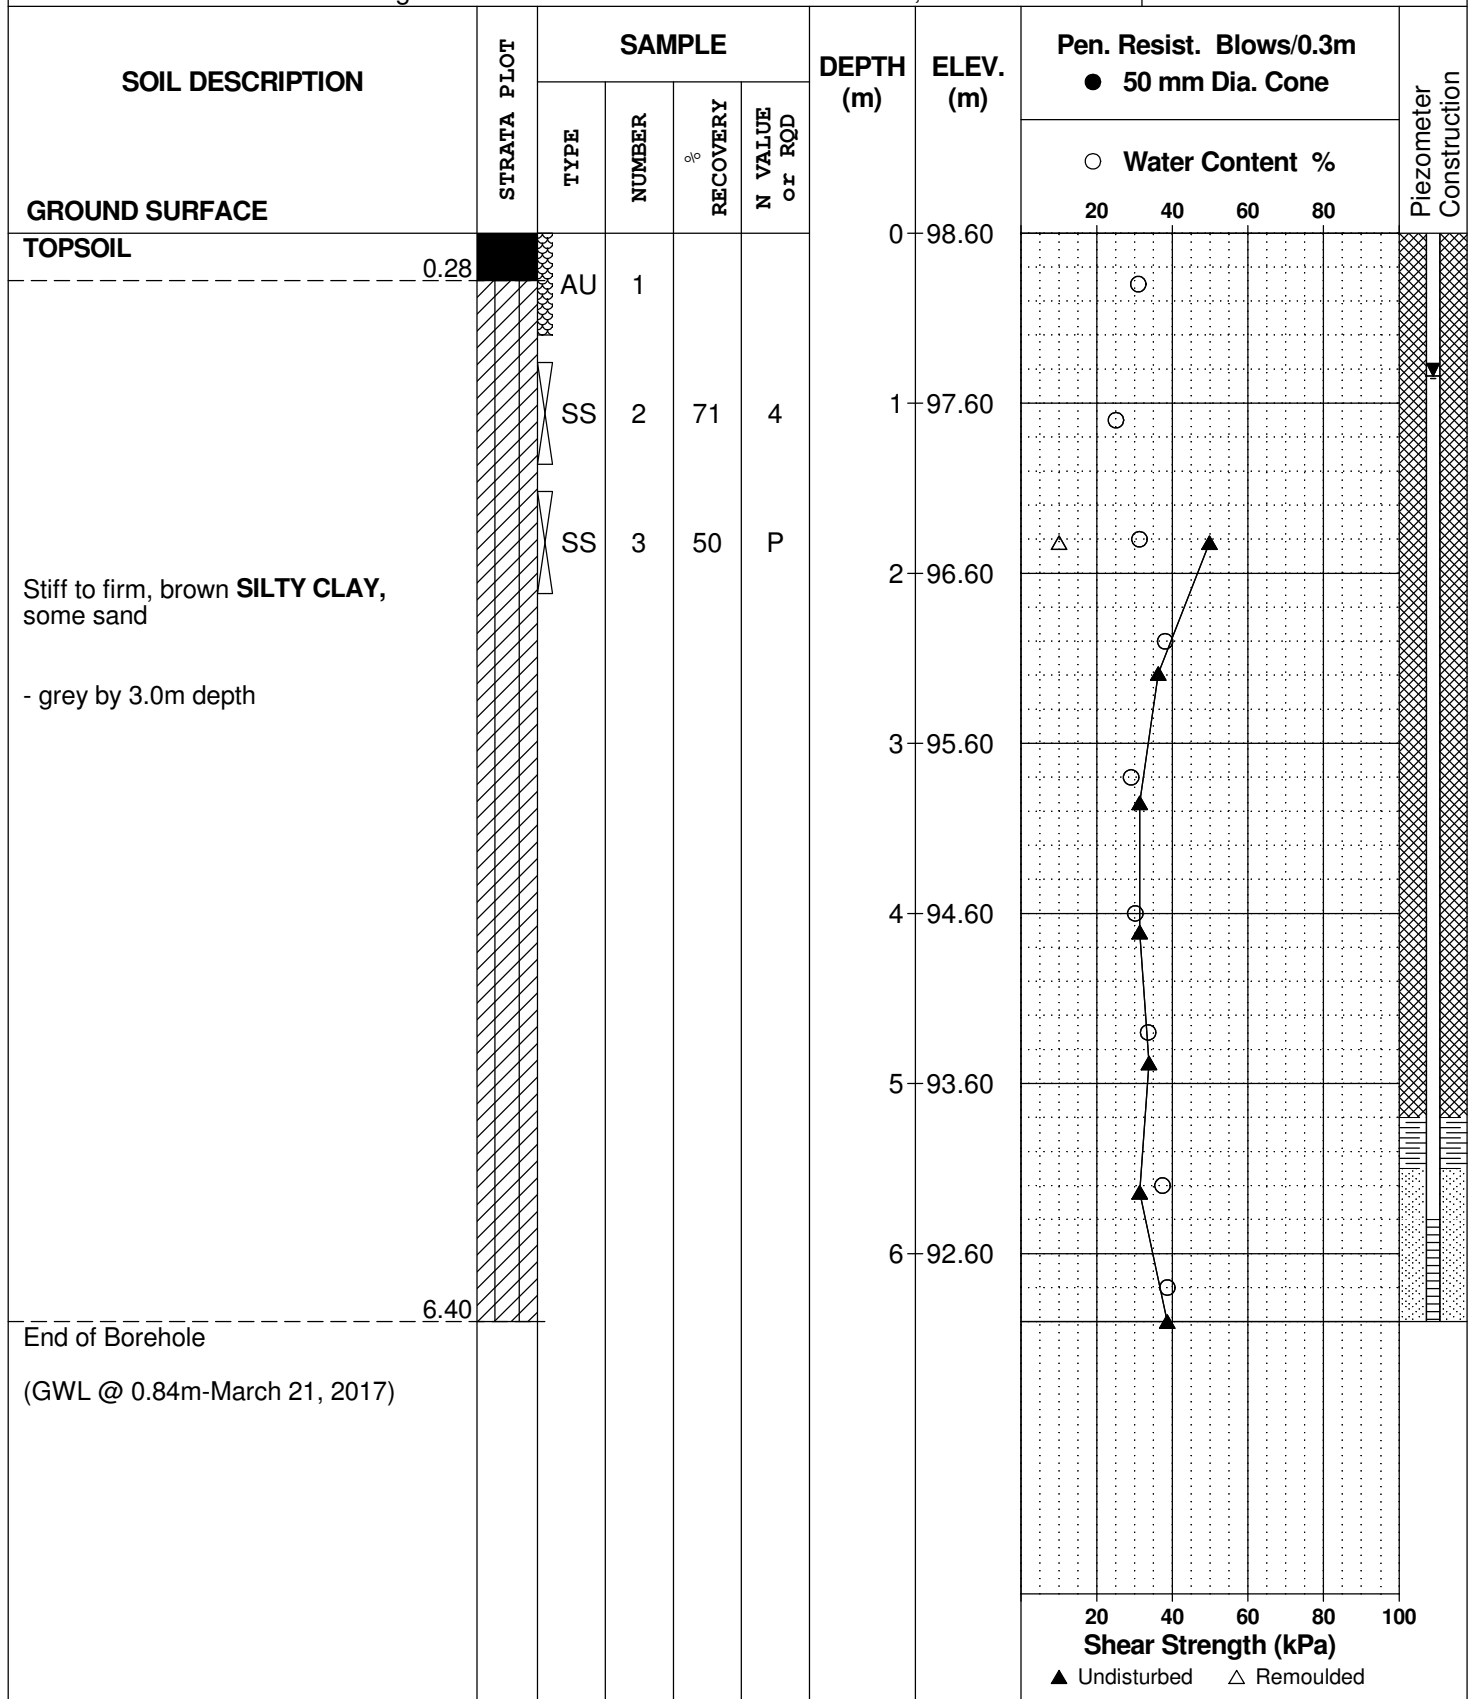 SOIL DESCRIPTION
GROUND SURFACE
STRATA PLOT
SAMPLE
TYPE
NUMBER
% RECOVERY
N VALUE or RQD
DEPTH (m)
ELEV. (m)
Pen. Resist. Blows/0.3m
● 50 mm Dia. Cone
○ Water Content %
20 40 60 80
Piezometer Construction
TOPSOIL
0.28
0 98.60
AU 1
1 97.60
SS 2 71 4
SS 3 50 P
2 96.60
Stiff to firm, brown SILTY CLAY,
some sand
- grey by 3.0m depth
3 95.60
4 94.60
5 93.60
6 92.60
6.40
End of Borehole
(GWL @ 0.84m-March 21, 2017)
20 40 60 80 100
Shear Strength (kPa)
▲ Undisturbed △ Remoulded